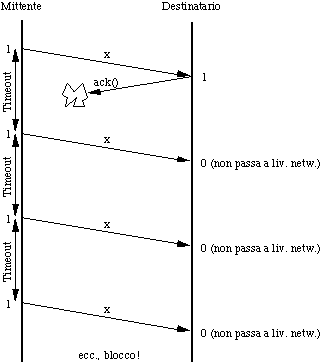 Mittente Destinatario
1
x
1
ack()
Timeout
1
x
0 (non passa a liv. netw.)
Timeout
1
x
0 (non passa a liv. netw.)
Timeout
1
x
0 (non passa a liv. netw.)
ecc., blocco!